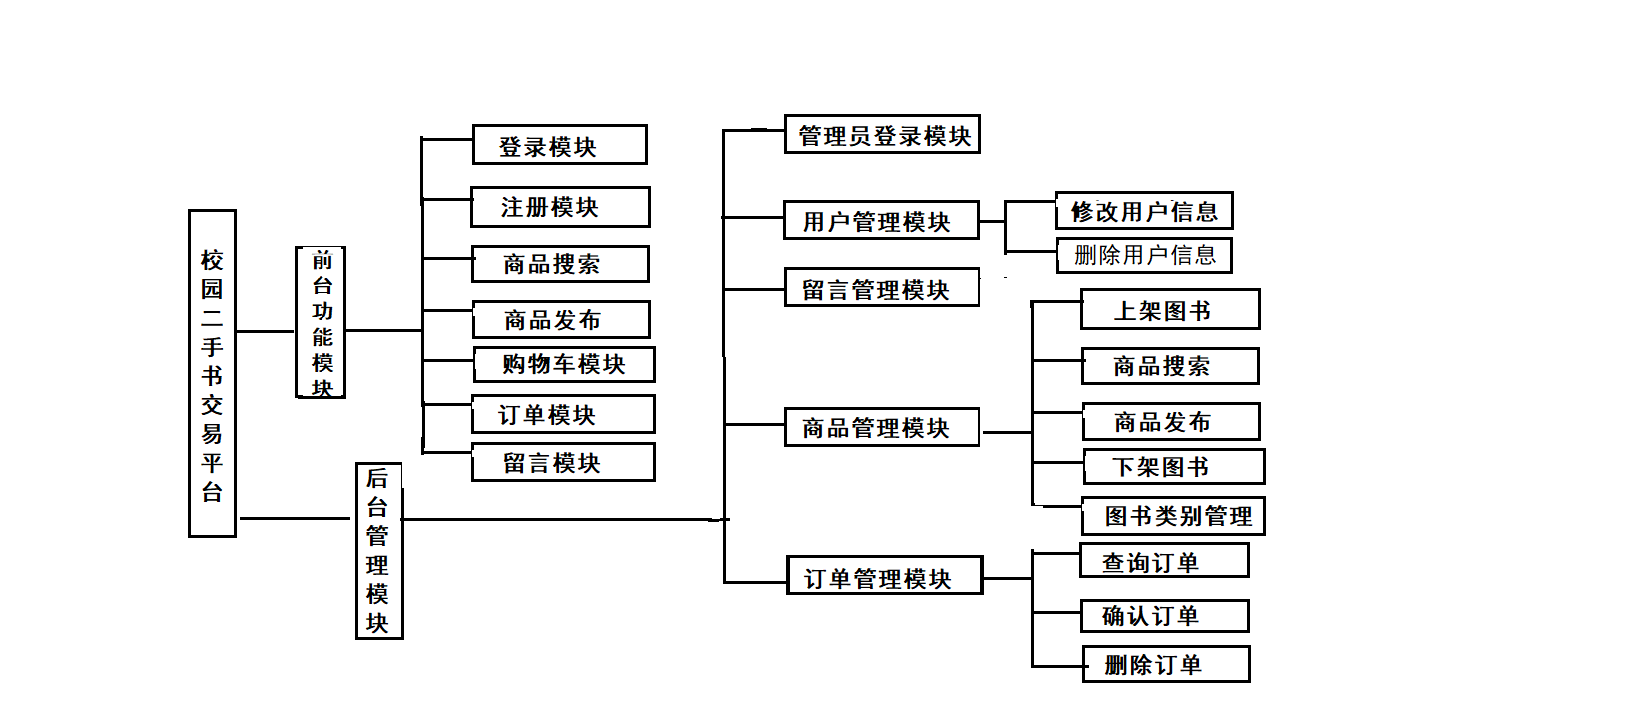 校园二手书交易平台
前台功能模块
登录模块
注册模块
商品搜索
商品发布
购物车模块
订单模块
留言模块
后台管理模块
管理员登录模块
用户管理模块
修改用户信息
删除用户信息
留言管理模块
商品管理模块
上架图书
商品搜索
商品发布
下架图书
图书类别管理
订单管理模块
查询订单
确认订单
删除订单